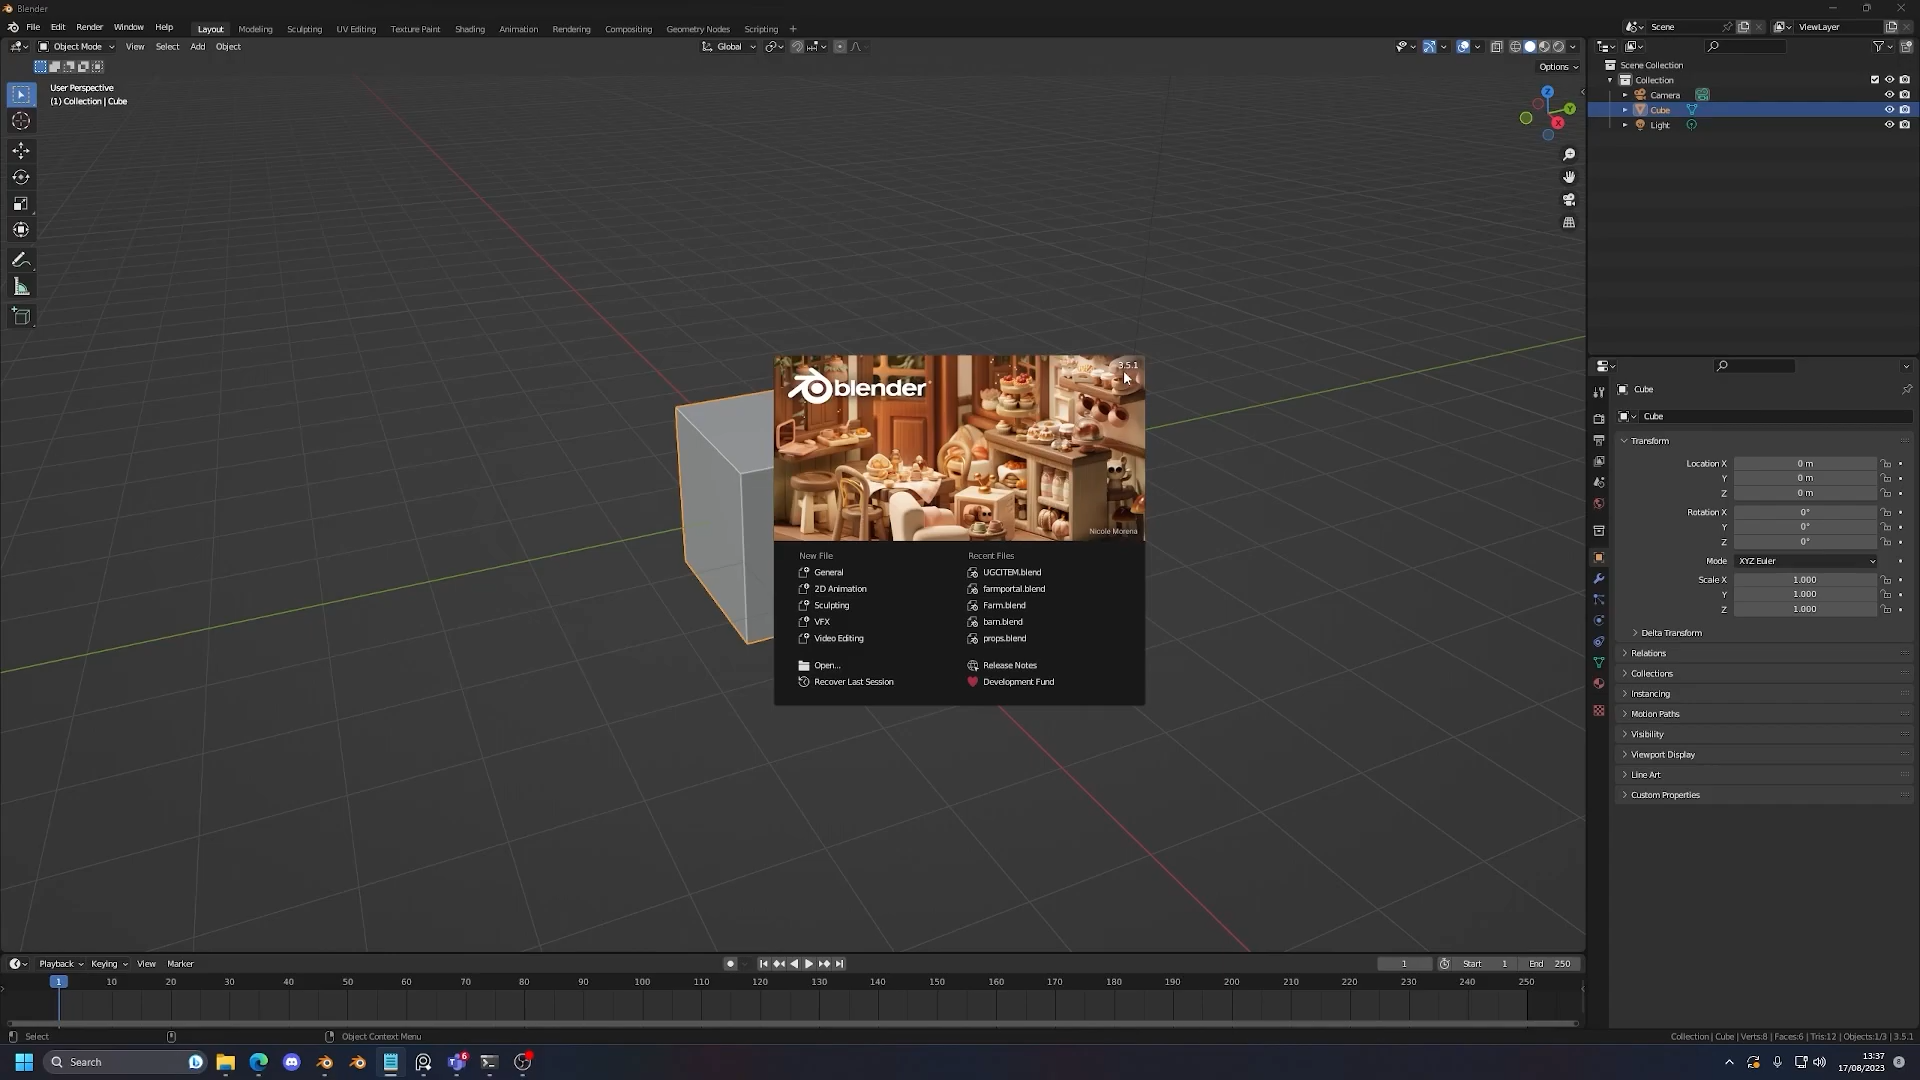 Blender
File Edit Render Window Help Layout Modeling Sculpting UV Editing Texture Paint Shading Animation Rendering Compositing Geometry Nodes Scripting + Scene ViewLayer
Object Mode View Select Add Object Global
Options
User Perspective
(1) Collection | Cube
Z
Y
X
Scene Collection
Collection
Camera
Cube
Light
Cube
Cube
Transform
Location X 0 m
Y 0 m
Z 0 m
Rotation X 0°
Y 0°
Z 0°
Mode XYZ Euler
Scale X 1.000
Y 1.000
Z 1.000
Delta Transform
Relations
Collections
Instancing
Motion Paths
Visibility
Viewport Display
Line Art
Custom Properties
3.5.1
blender
Nicole Morena
New File
General
2D Animation
Sculpting
VFX
Video Editing
Open...
Recover Last Session
Recent Files
UGCITEM.blend
farmportal.blend
Farm.blend
barn.blend
props.blend
Release Notes
Development Fund
Playback Keying View Marker 1 Start 1 End 250
1 10 20 30 40 50 60 70 80 90 100 110 120 130 140 150 160 170 180 190 200 210 220 230 240 250
Select Object Context Menu Collection | Cube | Verts:8 | Faces:6 | Tris:12 | Objects:1/3 | 3.5.1
Search
6
13:37
17/08/2023
8